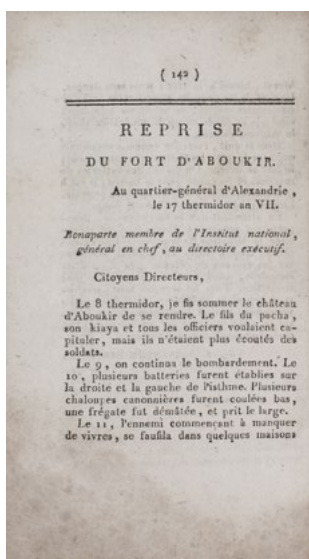 ( 142 )
REPRISE
DU FORT D'ABOUKIR.
Au quartier-général d'Alexandrie,
le 17 thermidor an VII.
Bonaparte membre de l'Institut national,
général en chef, au directoire exécutif.
Citoyens Directeurs,
Le 8 thermidor, je fis sommer le château
d'Aboukir de se rendre. Le fils du pacha,
son kiaya et tous les officiers voulaient ca-
pituler, mais ils n'étaient plus écoutés des
soldats.
Le 9, on continua le bombardement. Le
10, plusieurs batteries furent établies sur
la droite et la gauche de l'isthme. Plusieurs
chaloupes canonnières furent coulées bas,
une frégate fut démâtée, et prit le large.
Le 11, l'ennemi commençant à manquer
de vivres, se faufila dans quelques maisons